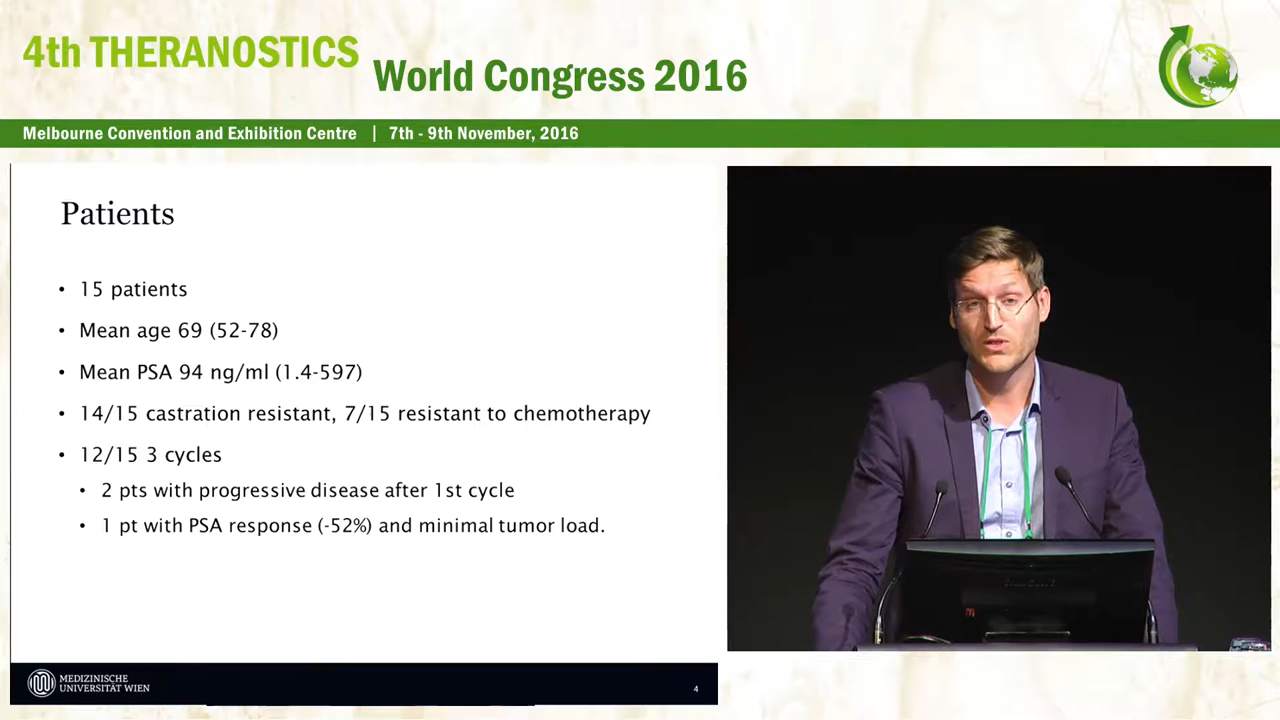 4th THERANOSTICS
World Congress 2016
Melbourne Convention and Exhibition Centre | 7th - 9th November, 2016
Patients
• 15 patients
• Mean age 69 (52-78)
• Mean PSA 94 ng/ml (1.4-597)
• 14/15 castration resistant, 7/15 resistant to chemotherapy
• 12/15 3 cycles
• 2 pts with progressive disease after 1st cycle
• 1 pt with PSA response (-52%) and minimal tumor load.
MEDIZINISCHE
UNIVERSITÄT WIEN
4